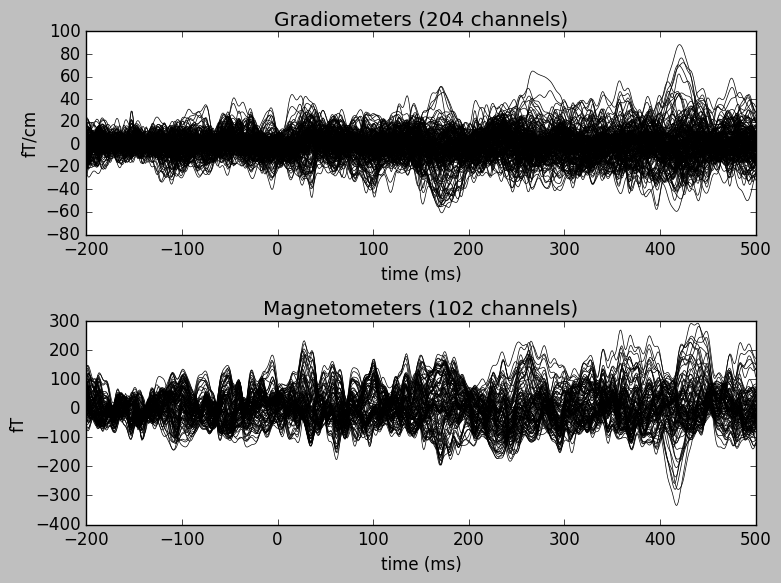 Gradiometers (204 channels)
100
80
60
40
20
0
−20
−40
−60
−80
fT/cm
−200 −100 0 100 200 300 400 500
time (ms)
Magnetometers (102 channels)
300
200
100
0
−100
−200
−300
−400
fT
−200 −100 0 100 200 300 400 500
time (ms)